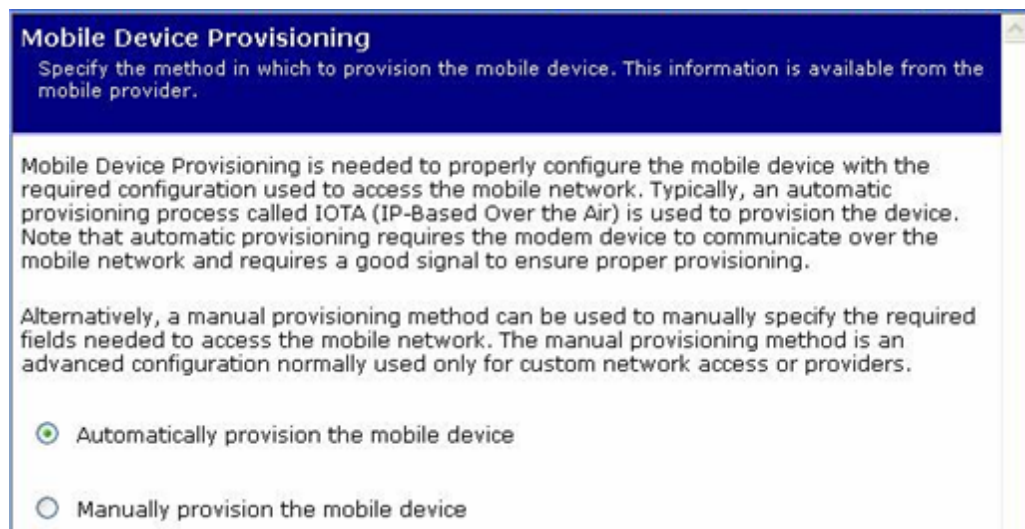 Mobile Device Provisioning
Specify the method in which to provision the mobile device. This information is available from the
mobile provider.
Mobile Device Provisioning is needed to properly configure the mobile device with the
required configuration used to access the mobile network. Typically, an automatic
provisioning process called IOTA (IP-Based Over the Air) is used to provision the device.
Note that automatic provisioning requires the modem device to communicate over the
mobile network and requires a good signal to ensure proper provisioning.
Alternatively, a manual provisioning method can be used to manually specify the required
fields needed to access the mobile network. The manual provisioning method is an
advanced configuration normally used only for custom network access or providers.
Automatically provision the mobile device
Manually provision the mobile device